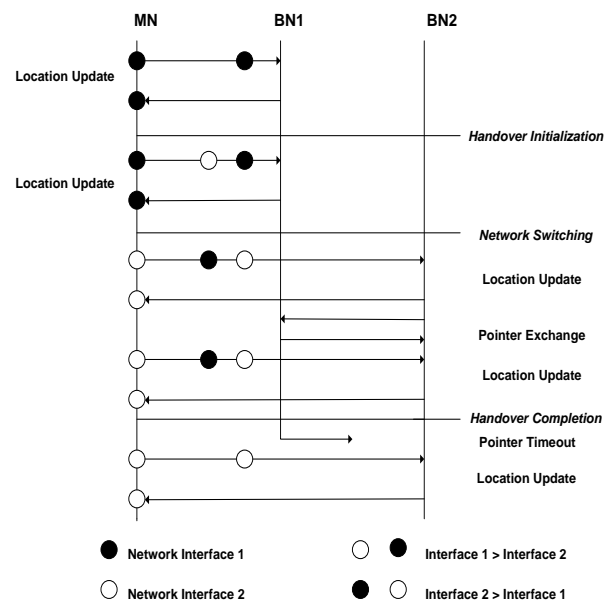 MN BN1 BN2
Location Update
Handover Initialization
Location Update
Network Switching
Location Update
Pointer Exchange
Location Update
Handover Completion
Pointer Timeout
Location Update
Network Interface 1 Interface 1 > Interface 2
Network Interface 2 Interface 2 > Interface 1